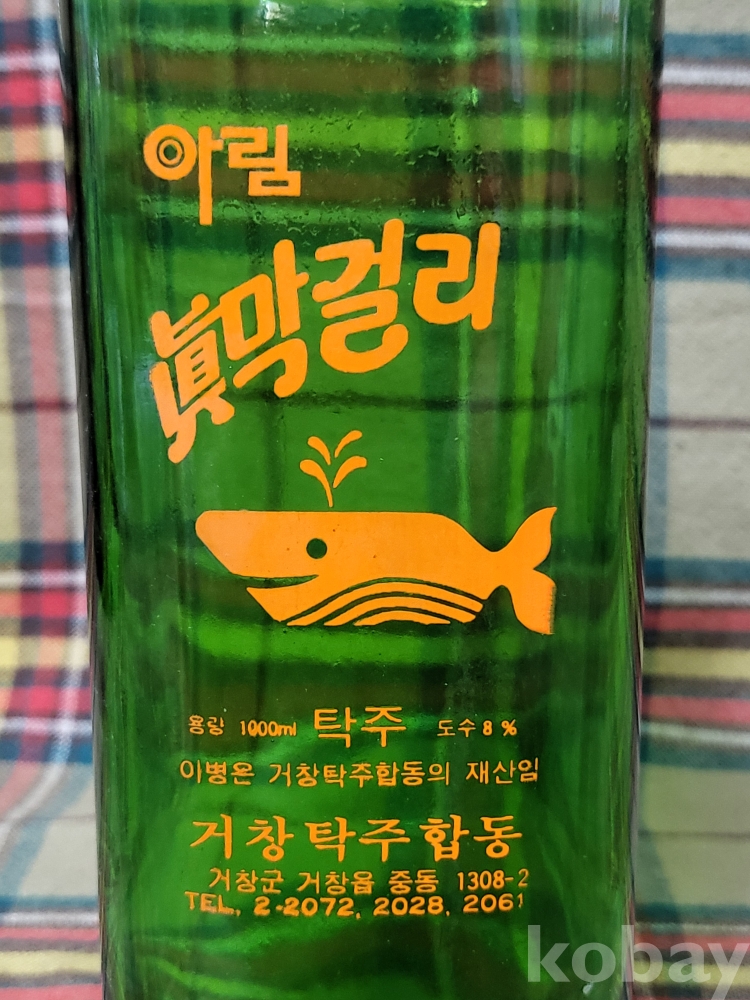 아림
眞막걸리
용량 1000ml 탁주 도수 8 %
이병은 거창탁주합동의 재산임
거창탁주합동
거창군 거창읍 중동 1308-2
TEL, 2-2072, 2028, 2061
kobay